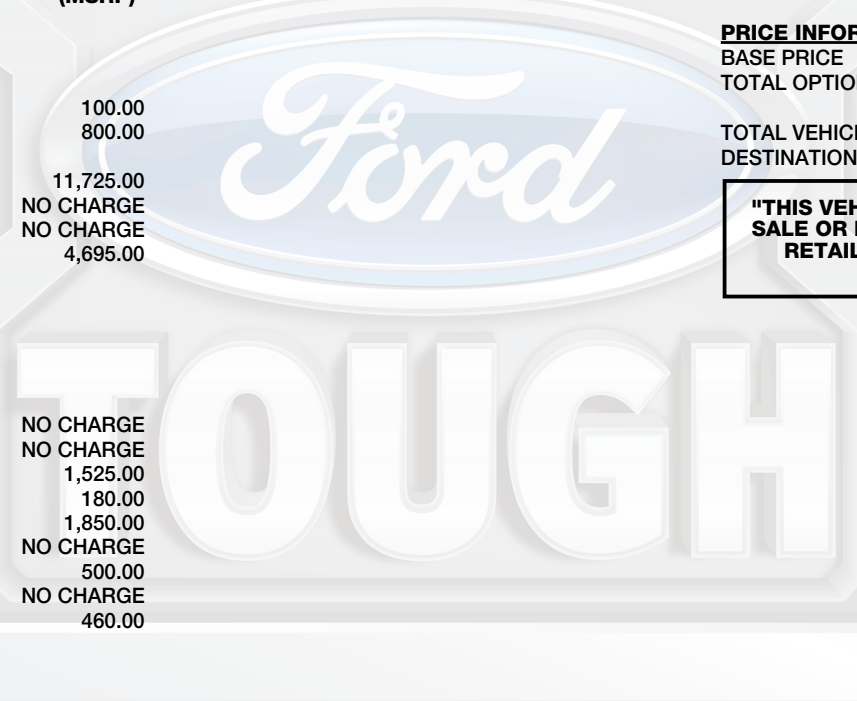 (MSRP)
100.00
800.00
11,725.00
NO CHARGE
NO CHARGE
4,695.00
NO CHARGE
NO CHARGE
1,525.00
180.00
1,850.00
NO CHARGE
500.00
NO CHARGE
460.00
PRICE INFOR
BASE PRICE
TOTAL OPTIO
TOTAL VEHIC
DESTINATION
"THIS VEH
SALE OR
RETAIL
Ford
TOUGH